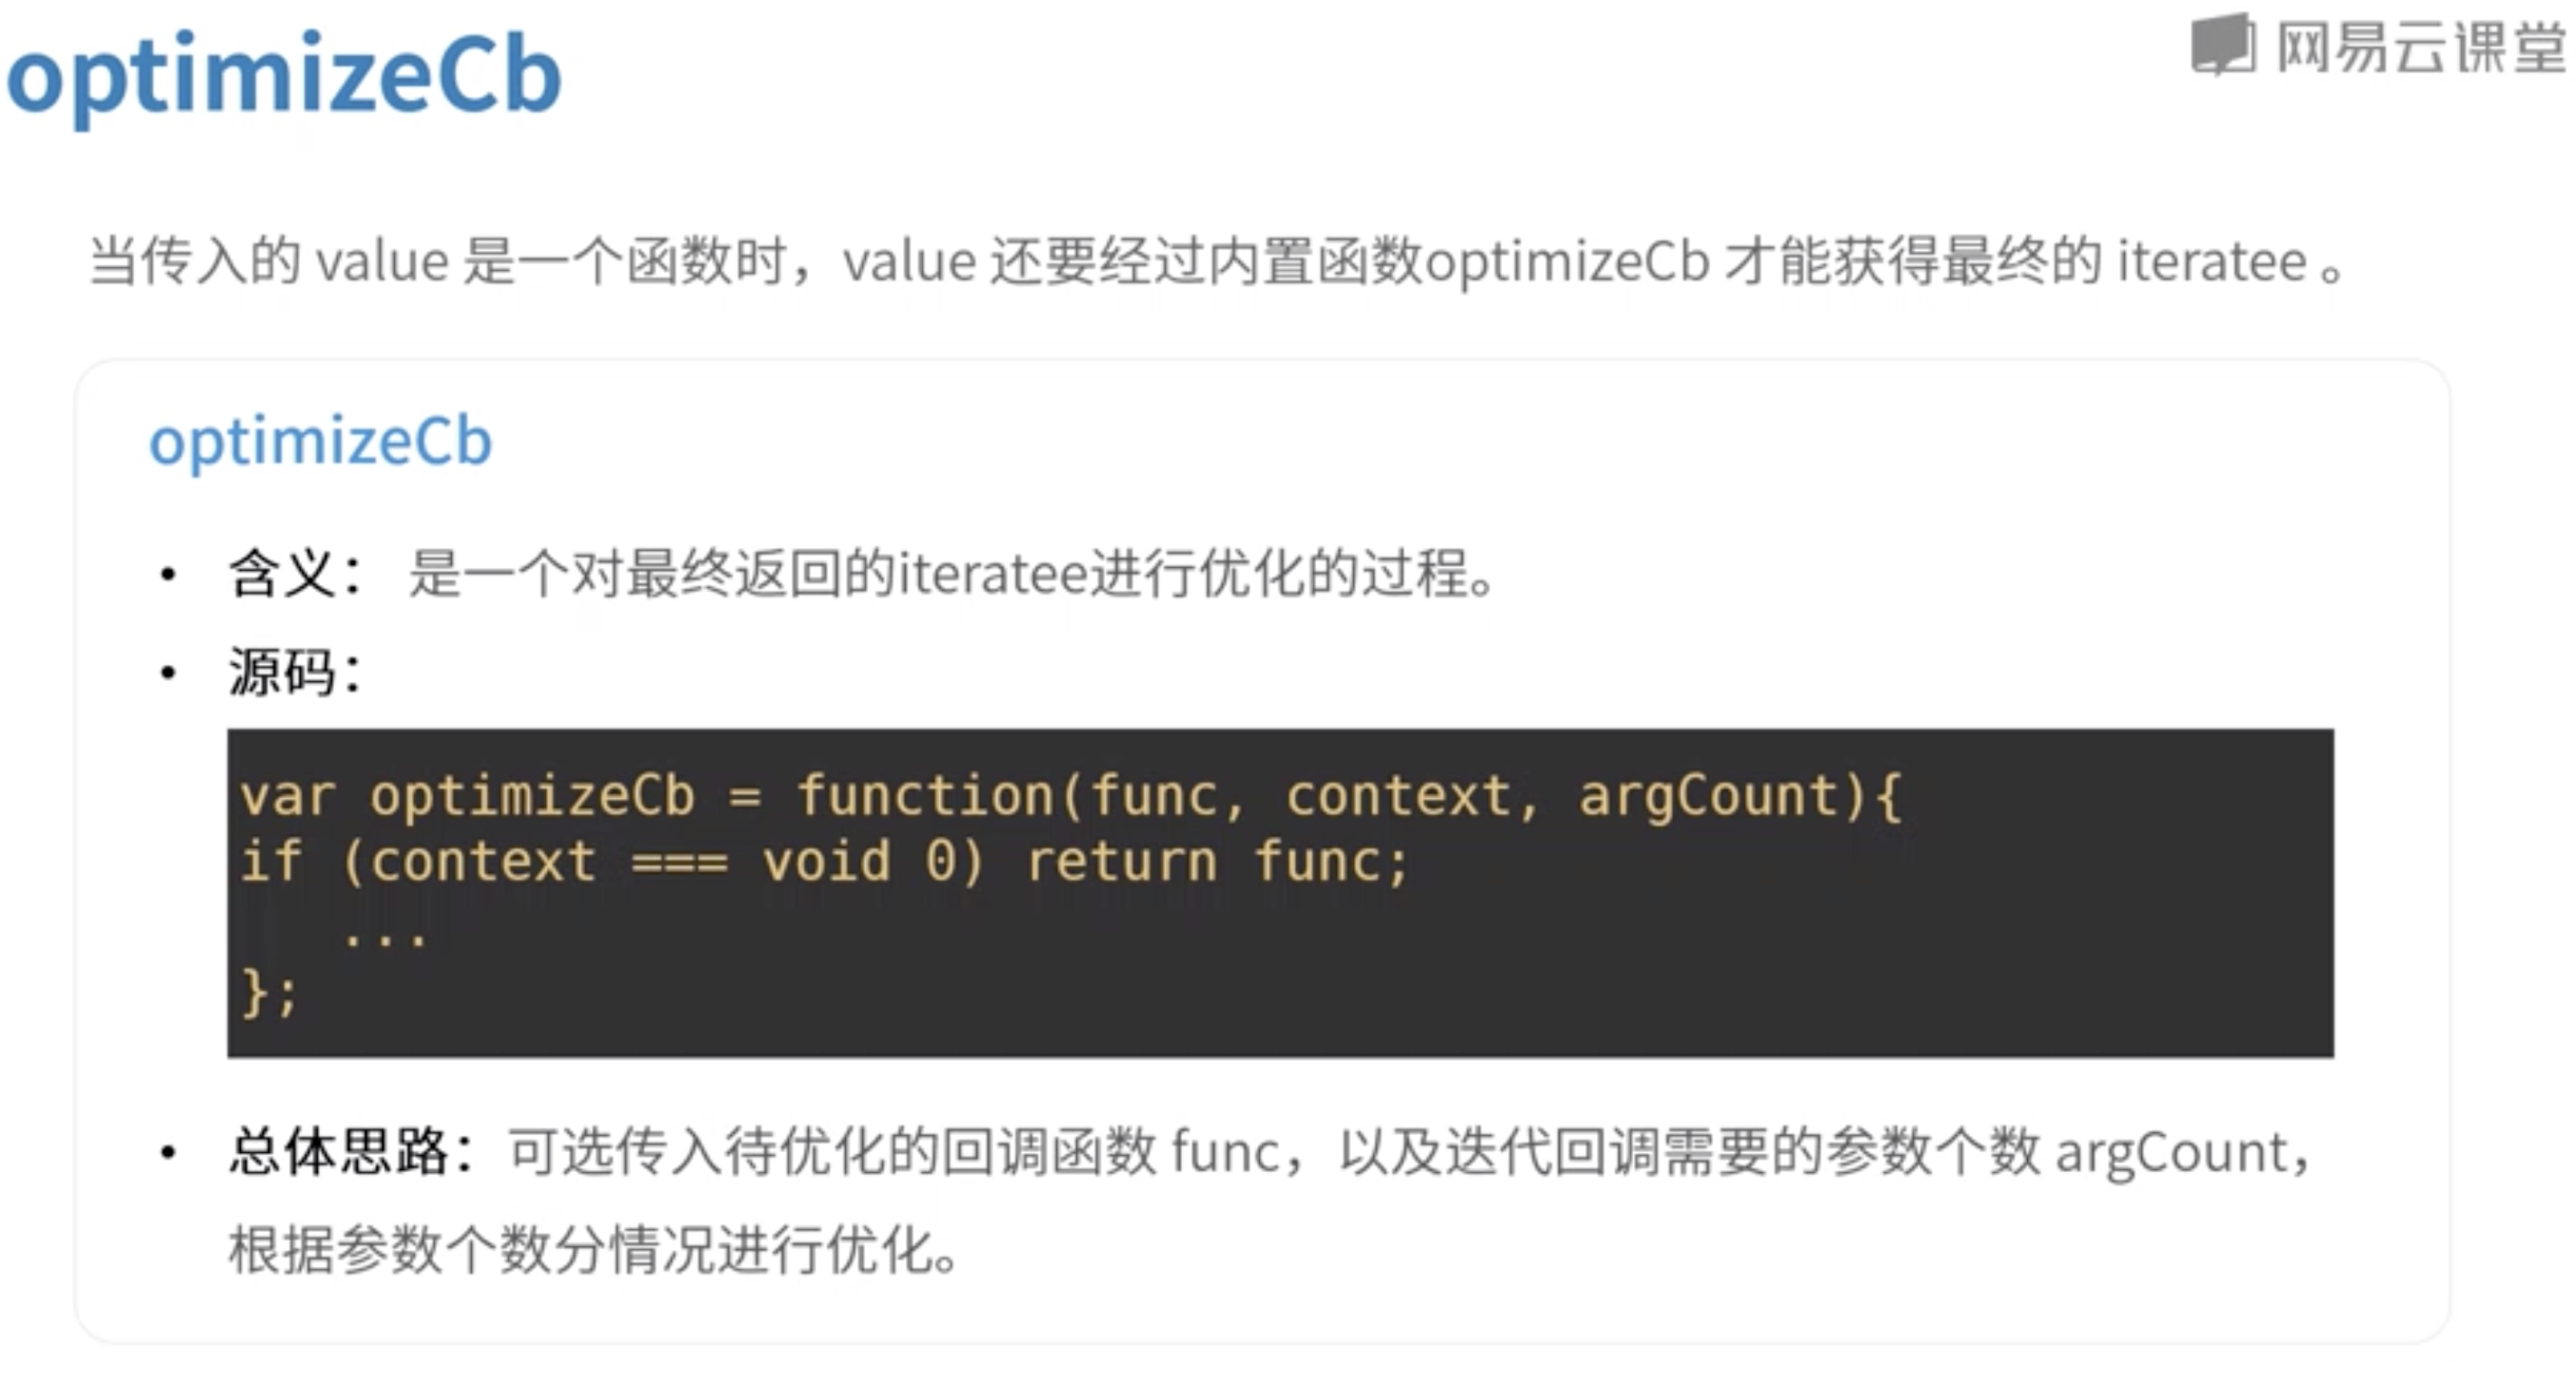 optimizeCb
网易云课堂
当传入的 value 是一个函数时，value 还要经过内置函数optimizeCb 才能获得最终的 iteratee 。
optimizeCb
• 含义： 是一个对最终返回的iteratee进行优化的过程。
• 源码：
var optimizeCb = function(func, context, argCount){
if (context === void 0) return func;
...
};
• 总体思路：可选传入待优化的回调函数 func，以及迭代回调需要的参数个数 argCount，
根据参数个数分情况进行优化。